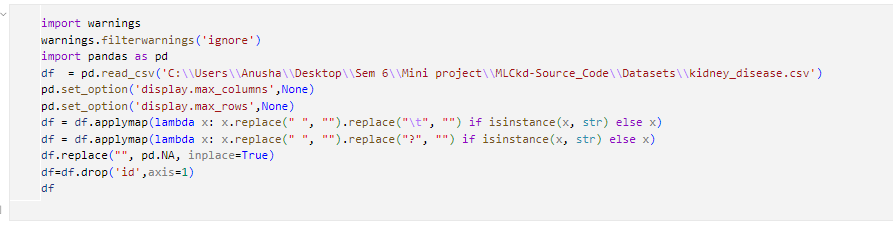 import warnings
warnings.filterwarnings('ignore')
import pandas as pd
df  = pd.read_csv('C:\\Users\\Anusha\\Desktop\\Sem 6\\Mini project\\MLCkd-Source_Code\\Datasets\\kidney_disease.csv')
pd.set_option('display.max_columns',None)
pd.set_option('display.max_rows',None)
df = df.applymap(lambda x: x.replace(" ", "").replace("\t", "") if isinstance(x, str) else x)
df = df.applymap(lambda x: x.replace(" ", "").replace("?", "") if isinstance(x, str) else x)
df.replace("", pd.NA, inplace=True)
df=df.drop('id',axis=1)
df